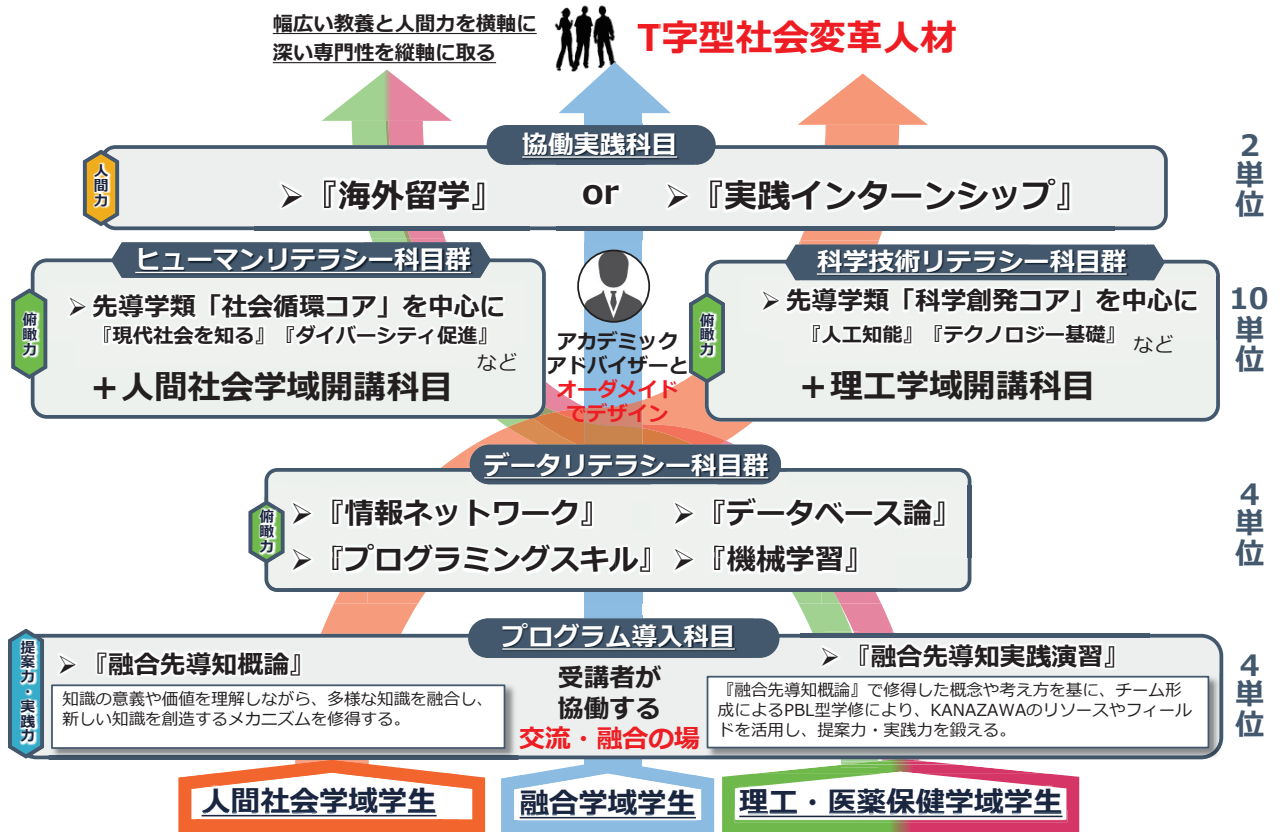 幅広い教養と人間力を横軸に
深い専門性を縦軸に取る
T字型社会変革人材
協働実践科目
人間力
➢『海外留学』 or ➢『実践インターンシップ』
2単位
ヒューマンリテラシー科目群
俯瞰力
➢先導学類「社会循環コア」を中心に
『現代社会を知る』『ダイバーシティ促進』
など
＋人間社会学域開講科目
アカデミック
アドバイザーと
オーダメイド
でデザイン
科学技術リテラシー科目群
俯瞰力
➢先導学類「科学創発コア」を中心に
『人工知能』『テクノロジー基礎』 など
＋理工学域開講科目
10単位
データリテラシー科目群
俯瞰力
➢『情報ネットワーク』 ➢『データベース論』
➢『プログラミングスキル』 ➢『機械学習』
4単位
プログラム導入科目
提案力・実践力
➢『融合先導知概論』
知識の意義や価値を理解しながら、多様な知識を融合し、
新しい知識を創造するメカニズムを修得する。
受講者が
協働する
交流・融合の場
➢『融合先導知実践演習』
『融合先導知概論』で修得した概念や考え方を基に、チーム形
成によるPBL型学修により、KANAZAWAのリソースやフィール
ドを活用し、提案力・実践力を鍛える。
4単位
人間社会学域学生
融合学域学生
理工・医薬保健学域学生